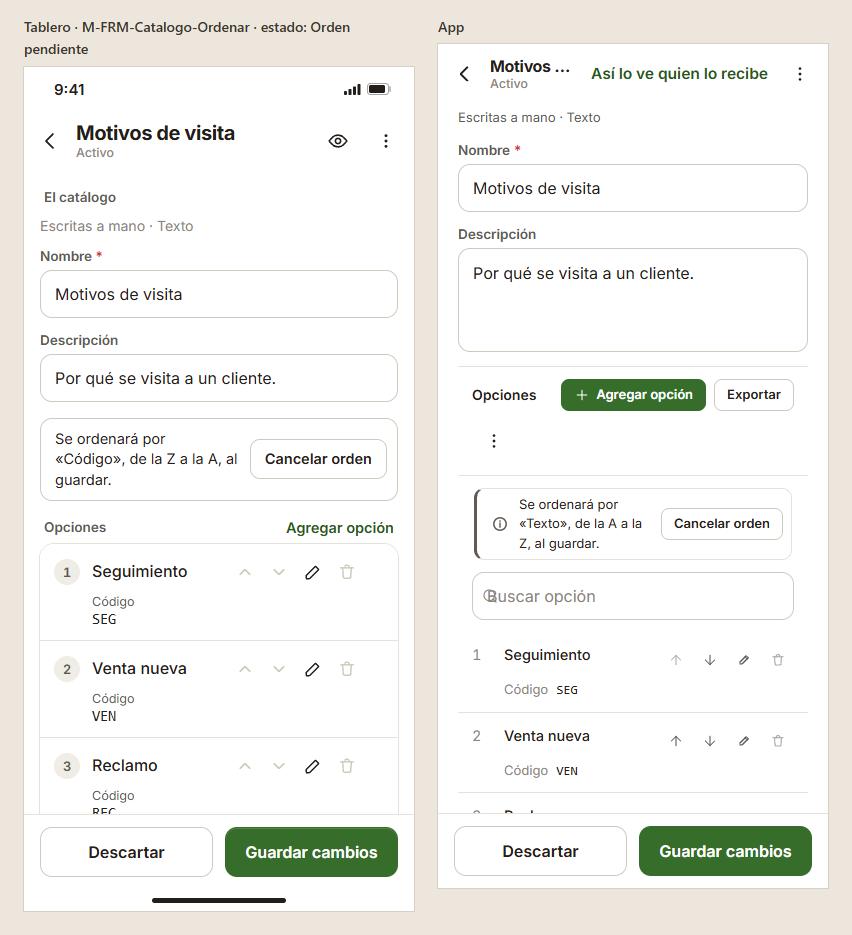 Tablero · M-FRM-Catalogo-Ordenar · estado: Orden
pendiente
9:41
Motivos de visita
Activo
El catálogo
Escritas a mano · Texto
Nombre *
Motivos de visita
Descripción
Por qué se visita a un cliente.
Se ordenará por
«Código», de la Z a la A, al
guardar.
Cancelar orden
Opciones
Agregar opción
1 Seguimiento
Código
SEG
2 Venta nueva
Código
VEN
3 Reclamo
Código
REC
Descartar
Guardar cambios
App
Motivos ...
Activo
Así lo ve quien lo recibe
Escritas a mano · Texto
Nombre *
Motivos de visita
Descripción
Por qué se visita a un cliente.
Opciones
+ Agregar opción
Exportar
Se ordenará por
«Texto», de la A a la
Z, al guardar.
Cancelar orden
Buscar opción
1 Seguimiento
Código SEG
2 Venta nueva
Código VEN
Descartar
Guardar cambios